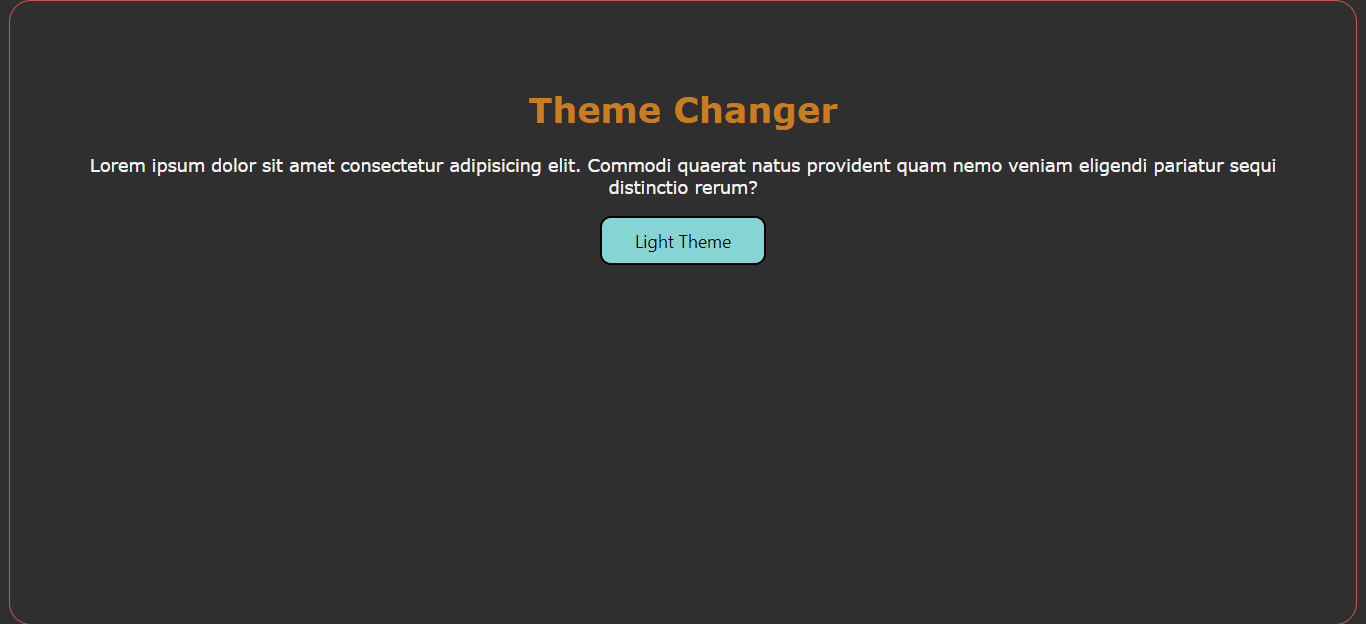 Theme Changer
Lorem ipsum dolor sit amet consectetur adipisicing elit. Commodi quaerat natus provident quam nemo veniam eligendi pariatur sequi
distinctio rerum?
Light Theme